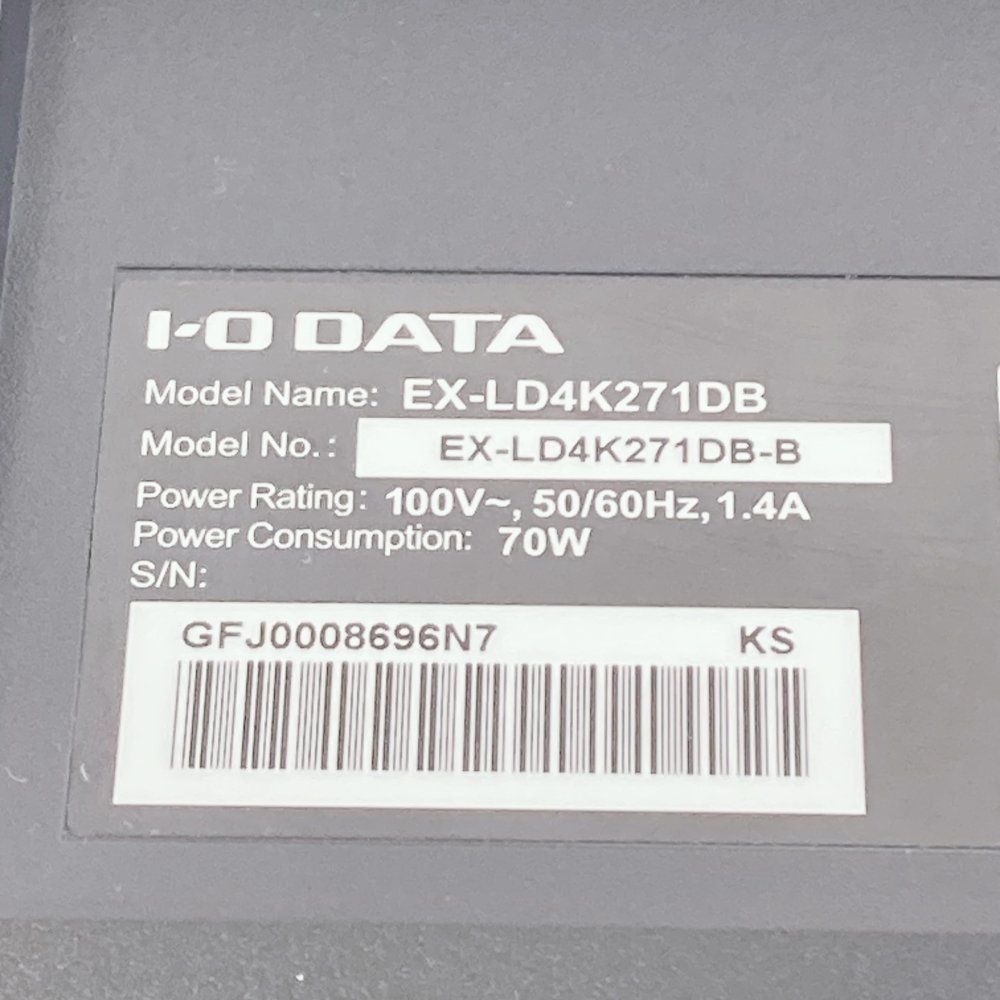 I-O DATA
Model Name: EX-LD4K271DB
Model No.: EX-LD4K271DB-B
Power Rating: 100V~, 50/60Hz, 1.4A
Power Consumption: 70W
S/N:
GFJ0008696N7 KS